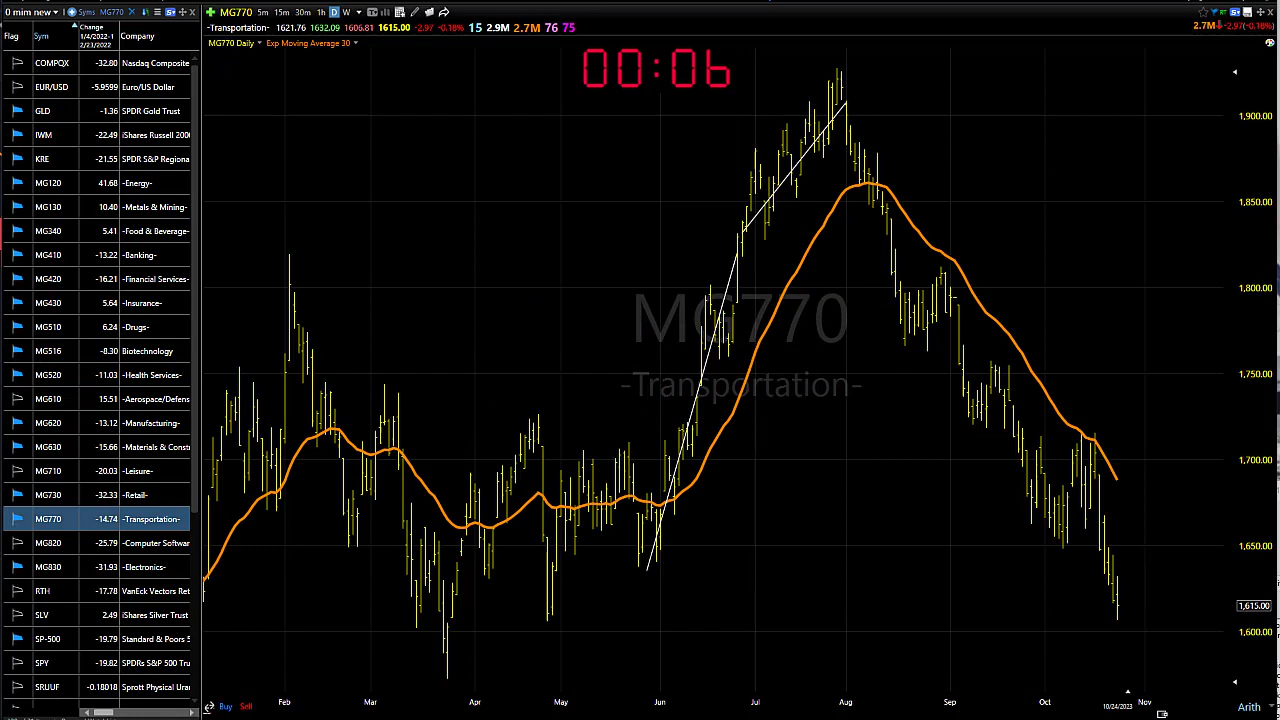 0 min new Syms MG770
Flag Sym Change 1/4/2022-1 2/23/2022 Company
COMPQX -32.80 Nasdaq Composite
EUR/USD -5.9599 Euro/US Dollar
GLD -1.36 SPDR Gold Trust
IWM -22.49 iShares Russell 200
KRE -21.55 SPDR S&P Regiona
MG120 41.68 -Energy-
MG130 10.40 -Metals & Mining-
MG340 5.41 -Food & Beverage-
MG410 -13.22 -Banking-
MG420 -16.21 -Financial Services-
MG430 5.64 -Insurance-
MG510 6.24 -Drugs-
MG516 -8.30 Biotechnology
MG520 -11.03 -Health Services-
MG610 15.51 -Aerospace/Defens
MG620 -13.12 -Manufacturing-
MG630 -15.66 -Materials & Constr
MG710 -20.03 -Leisure-
MG730 -32.33 -Retail-
MG770 -14.74 -Transportation-
MG820 -25.79 -Computer Softwar
MG830 -31.93 -Electronics-
RTH -17.78 VanEck Vectors Ret
SLV 2.49 iShares Silver Trust
SP-500 -19.79 Standard & Poors 5
SPY -19.82 SPDRs S&P 500 Tru
SRUUF -0.18018 Sprott Physical Uran
MG770 5m 15m 30m 1h D W
RT
-Transportation- 1621.76 1632.09 1606.81 1615.00 -2.97 -0.18% 15 2.9M 2.7M 76 75
2.7M -2.97(-0.18%)
MG770 Daily Exp Moving Average 30
00:06
MG770
-Transportation-
1,900.00
1,850.00
1,800.00
1,750.00
1,700.00
1,650.00
1,615.00
1,600.00
Feb Mar Apr May Jun Jul Aug Sep Oct Nov
Buy Sell
10/24/2023
Arith